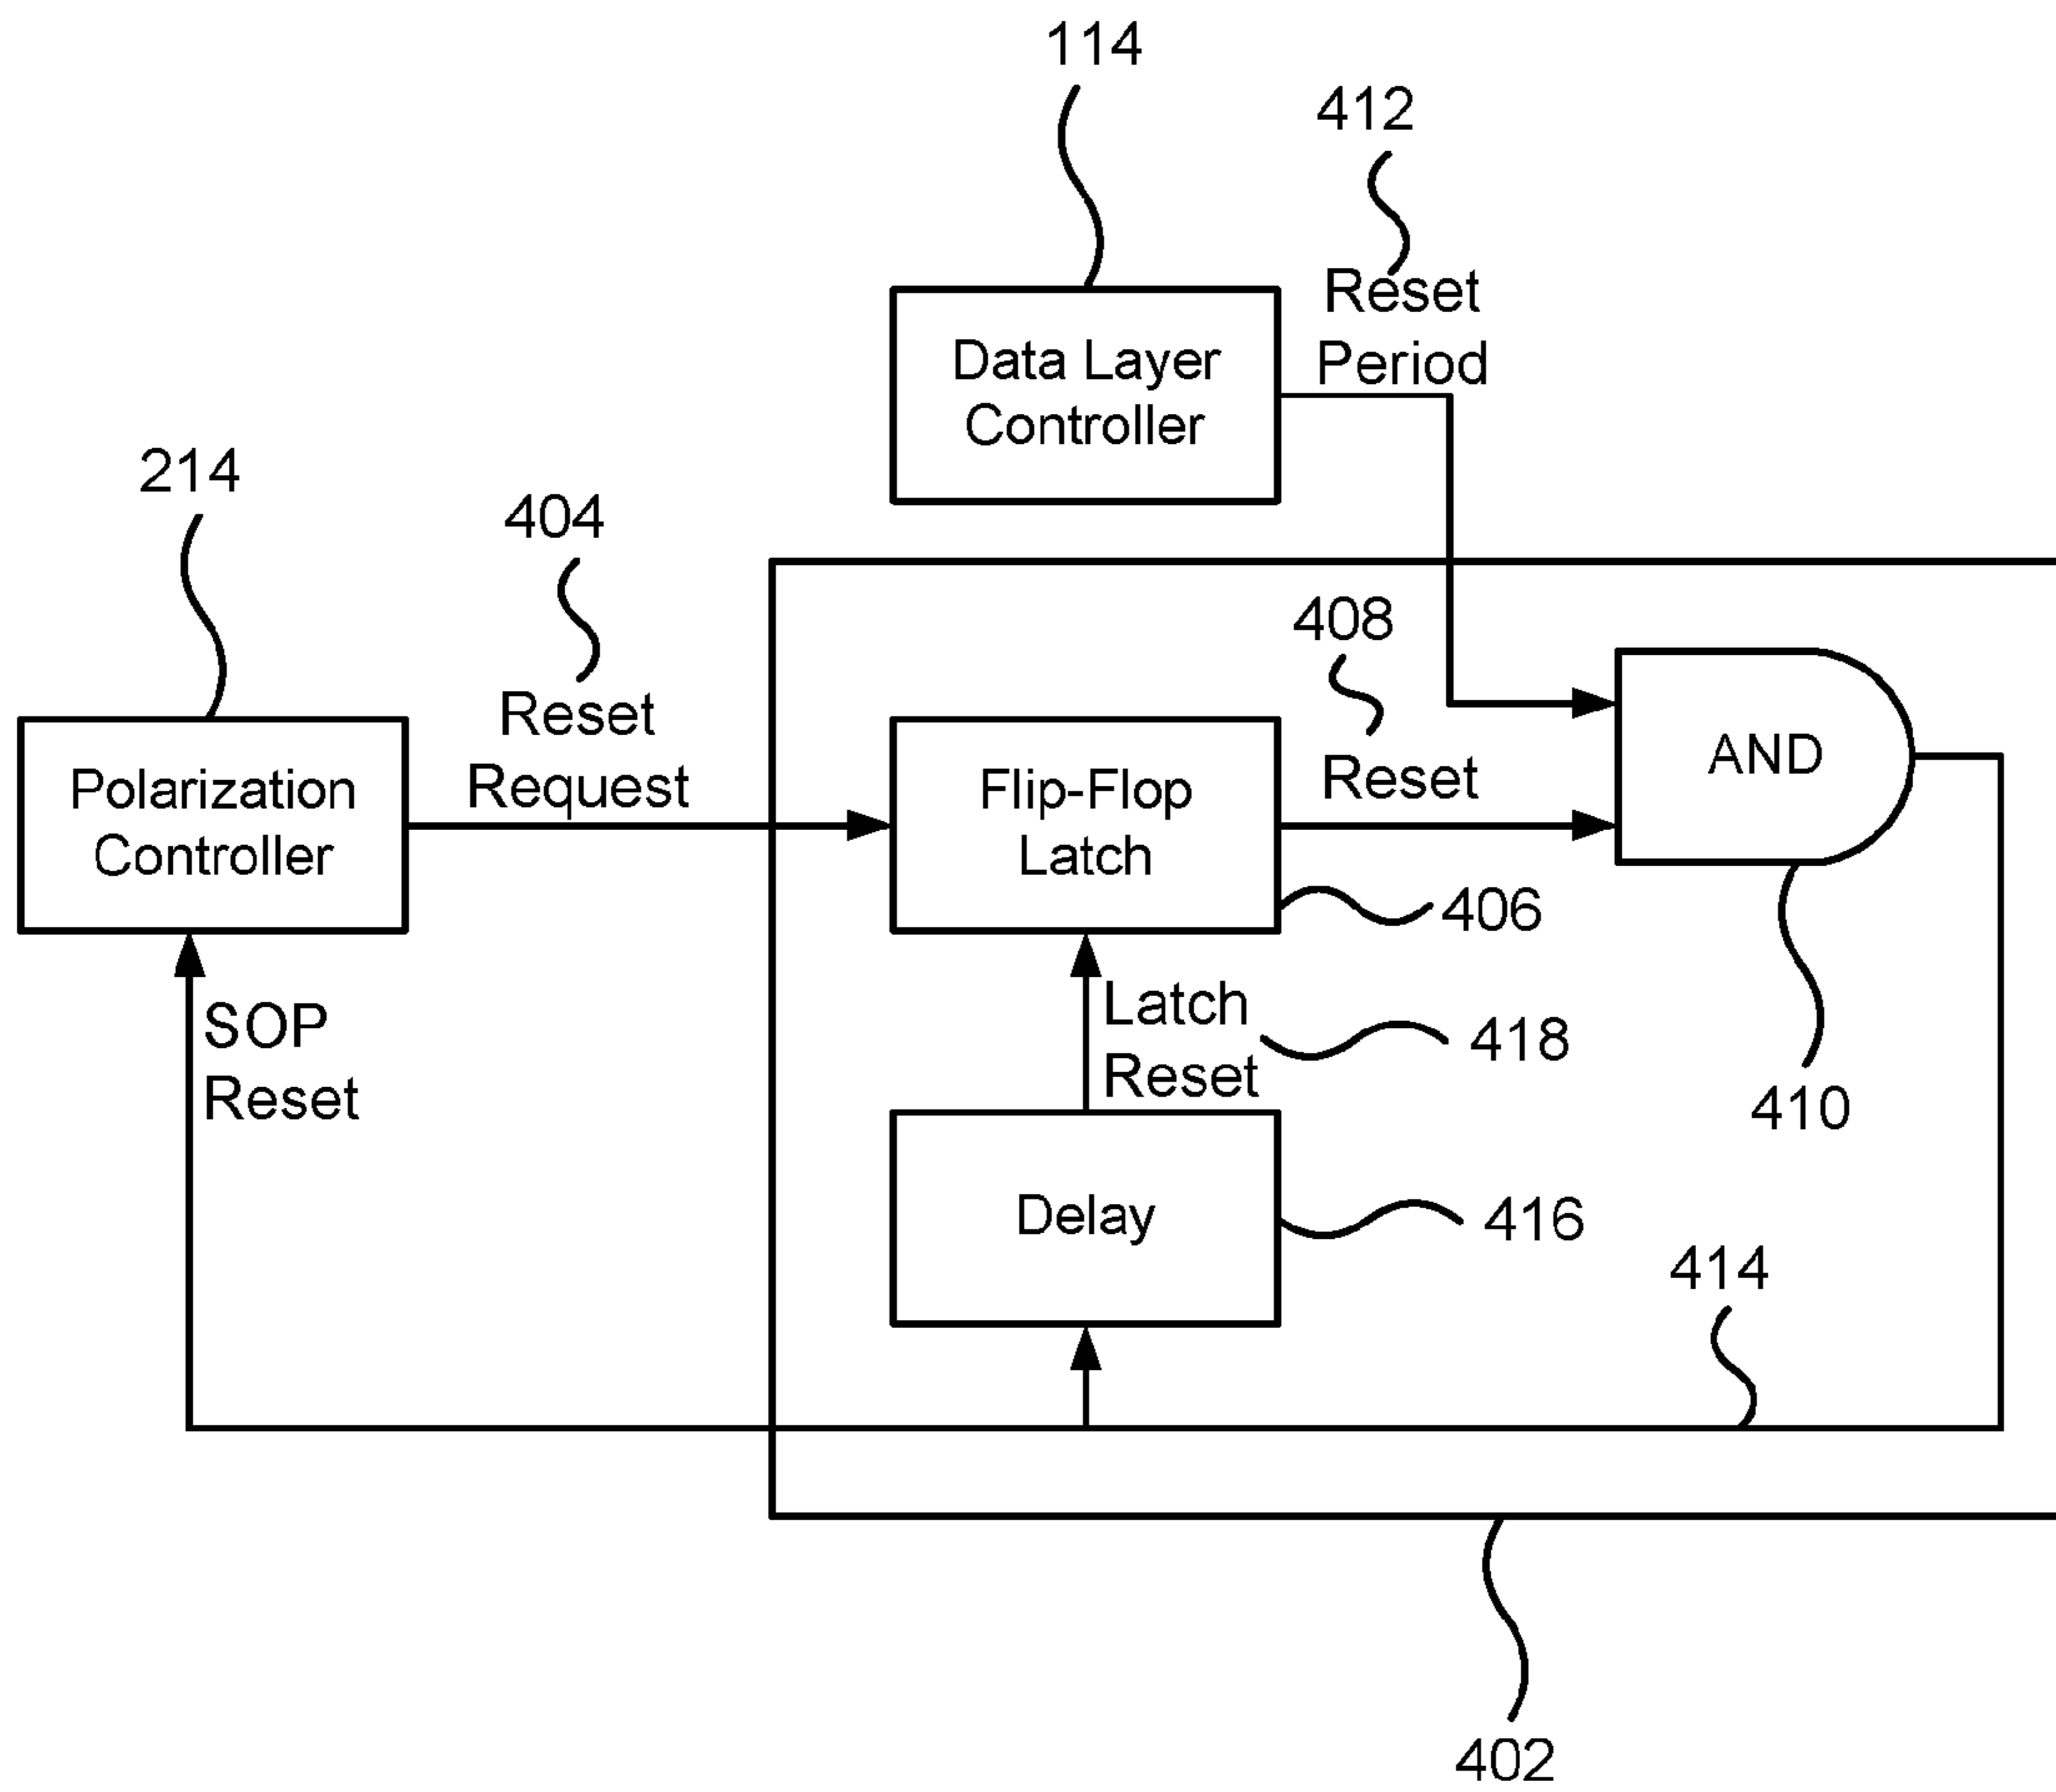 114
412
Reset
Period
Data Layer
Controller
214
404
Reset
Request
408
Reset
AND
Polarization
Controller
Flip-Flop
Latch
406
SOP
Reset
Latch
Reset
418
410
Delay
416
414
402